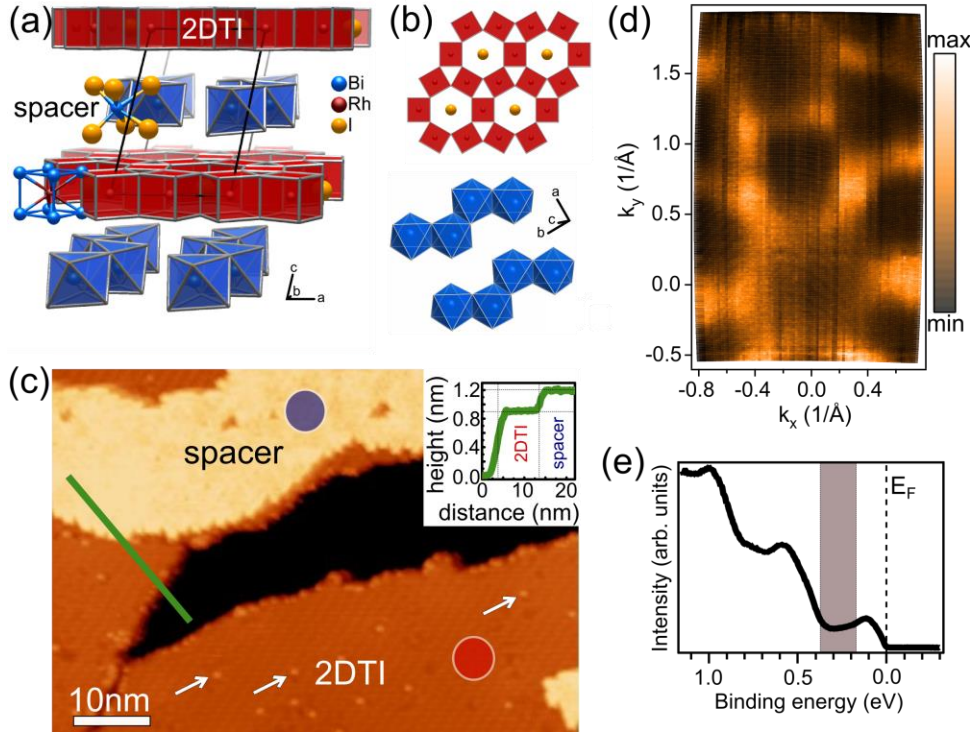 (a)
2DTI
spacer
Bi
Rh
I
c
b
a
(b)
a
c
b
(c)
spacer
2DTI
10nm
height (nm)
1.2
0.8
0.4
0.0
2DTI
spacer
0
10
20
distance (nm)
(d)
k_y (1/Å)
1.5
1.0
0.5
0.0
-0.5
-0.8
-0.4
0.0
0.4
k_x (1/Å)
max
min
(e)
Intensity (arb. units)
E_F
1.0
0.5
0.0
Binding energy (eV)